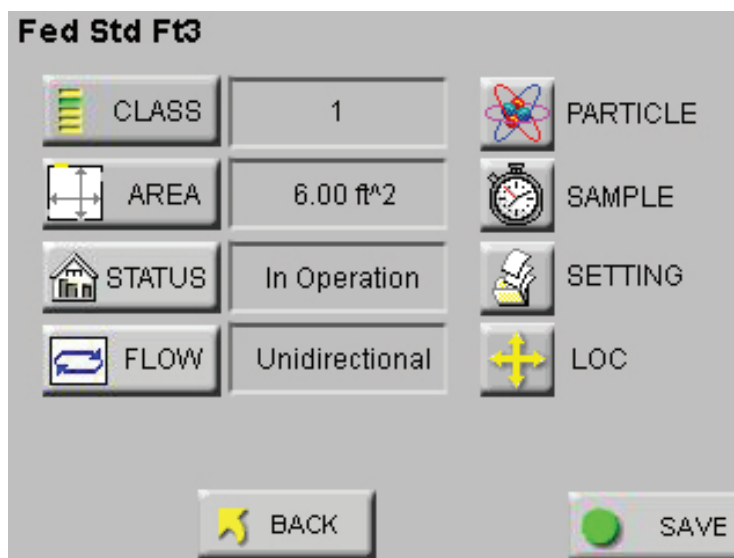 Fed Std Ft3
CLASS 1 PARTICLE
AREA 6.00 ft^2 SAMPLE
STATUS In Operation SETTING
FLOW Unidirectional LOC
BACK SAVE